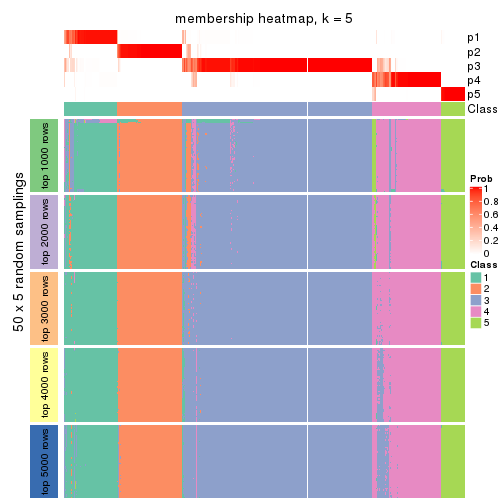 membership heatmap, k = 5
p1
p2
p3
p4
p5
Class
50 x 5 random samplings
top 1000 rows
top 2000 rows
top 3000 rows
top 4000 rows
top 5000 rows
Prob
1
0.8
0.6
0.4
0.2
0
Class
1
2
3
4
5